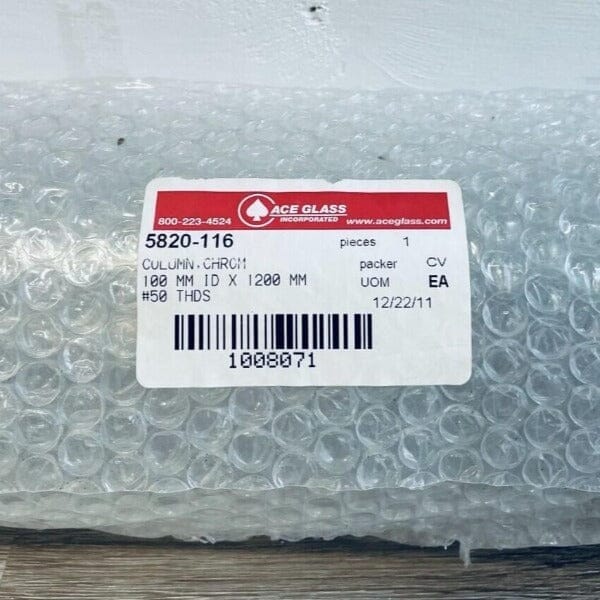 800-223-4524 ACE GLASS INCORPORATED www.aceglass.com
5820-116 pieces 1
COLUMN,CHROM packer CV
100 MM ID X 1200 MM UOM EA
#50 THDS 12/22/11
1008071